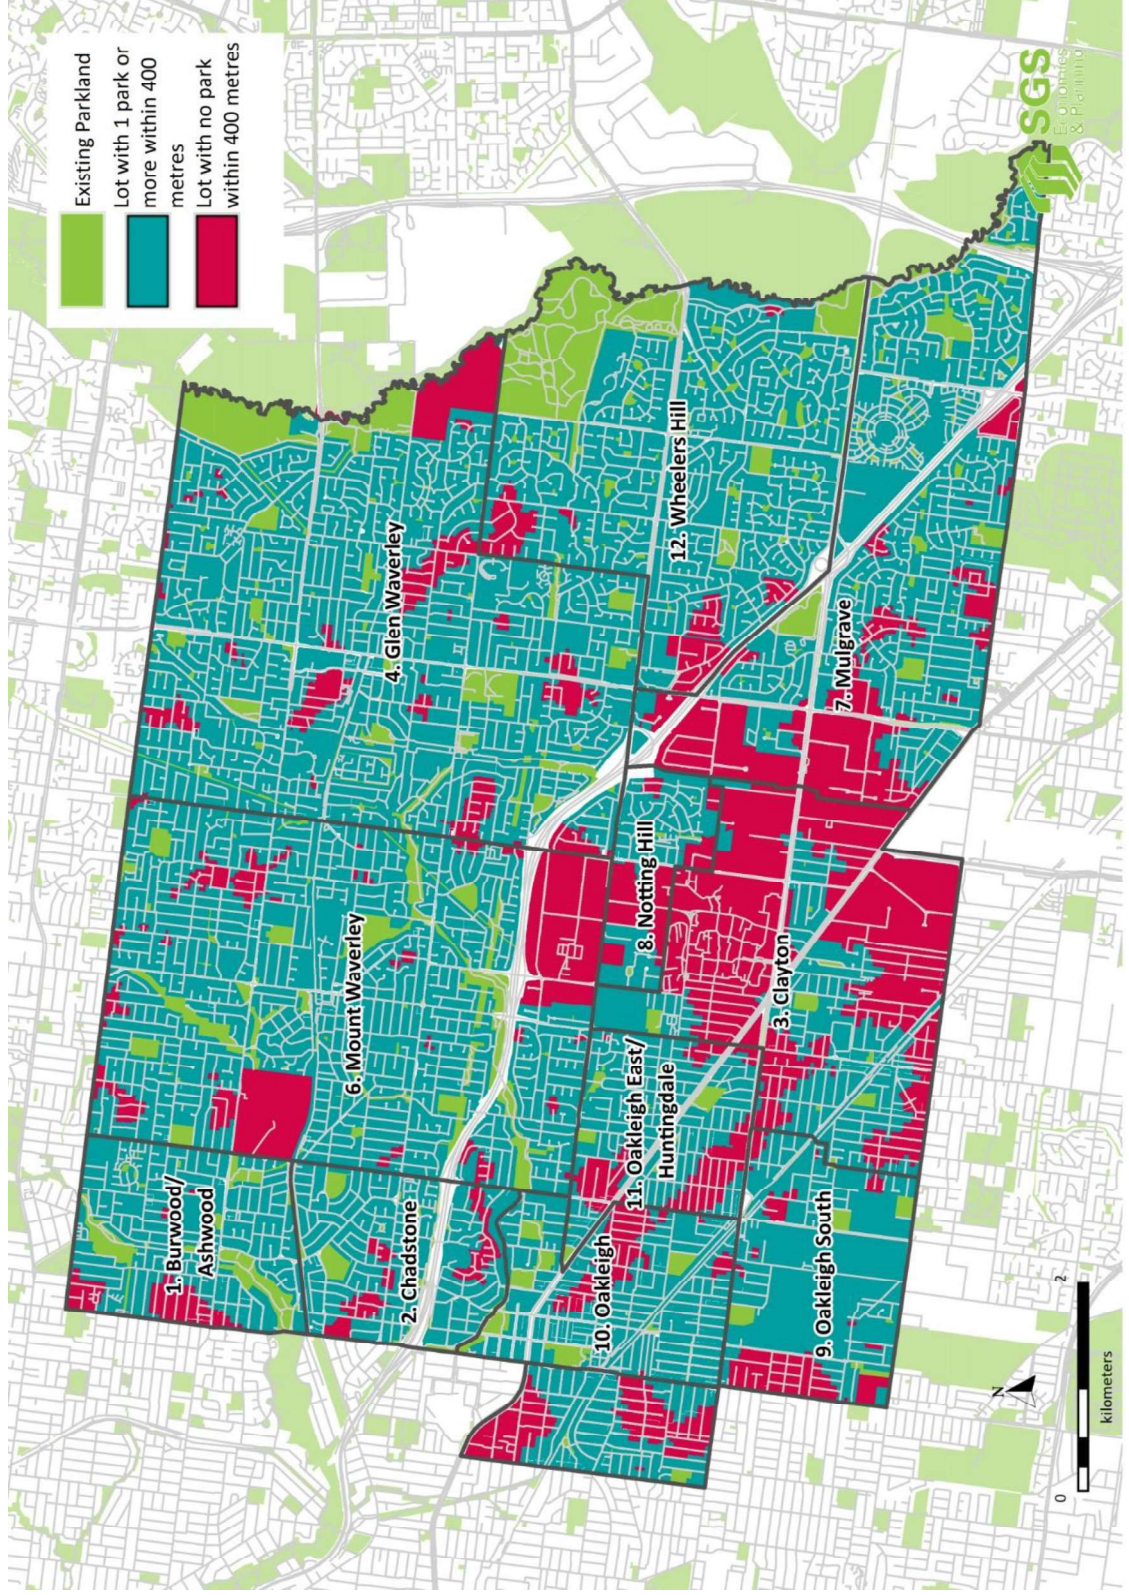 Existing Parkland
Lot with 1 park or
more within 400
metres
Lot with no park
within 400 metres
SGS
Economics
& Planning
1. Burwood/
Ashwood
2. Chadstone
6. Mount Waverley
4. Glen Waverley
12. Wheelers Hill
7. Mulgrave
8. Notting Hill
3. Clayton
11. Oakleigh East/
Huntingdale
10. Oakleigh
9. Oakleigh South
N
0
2
kilometers